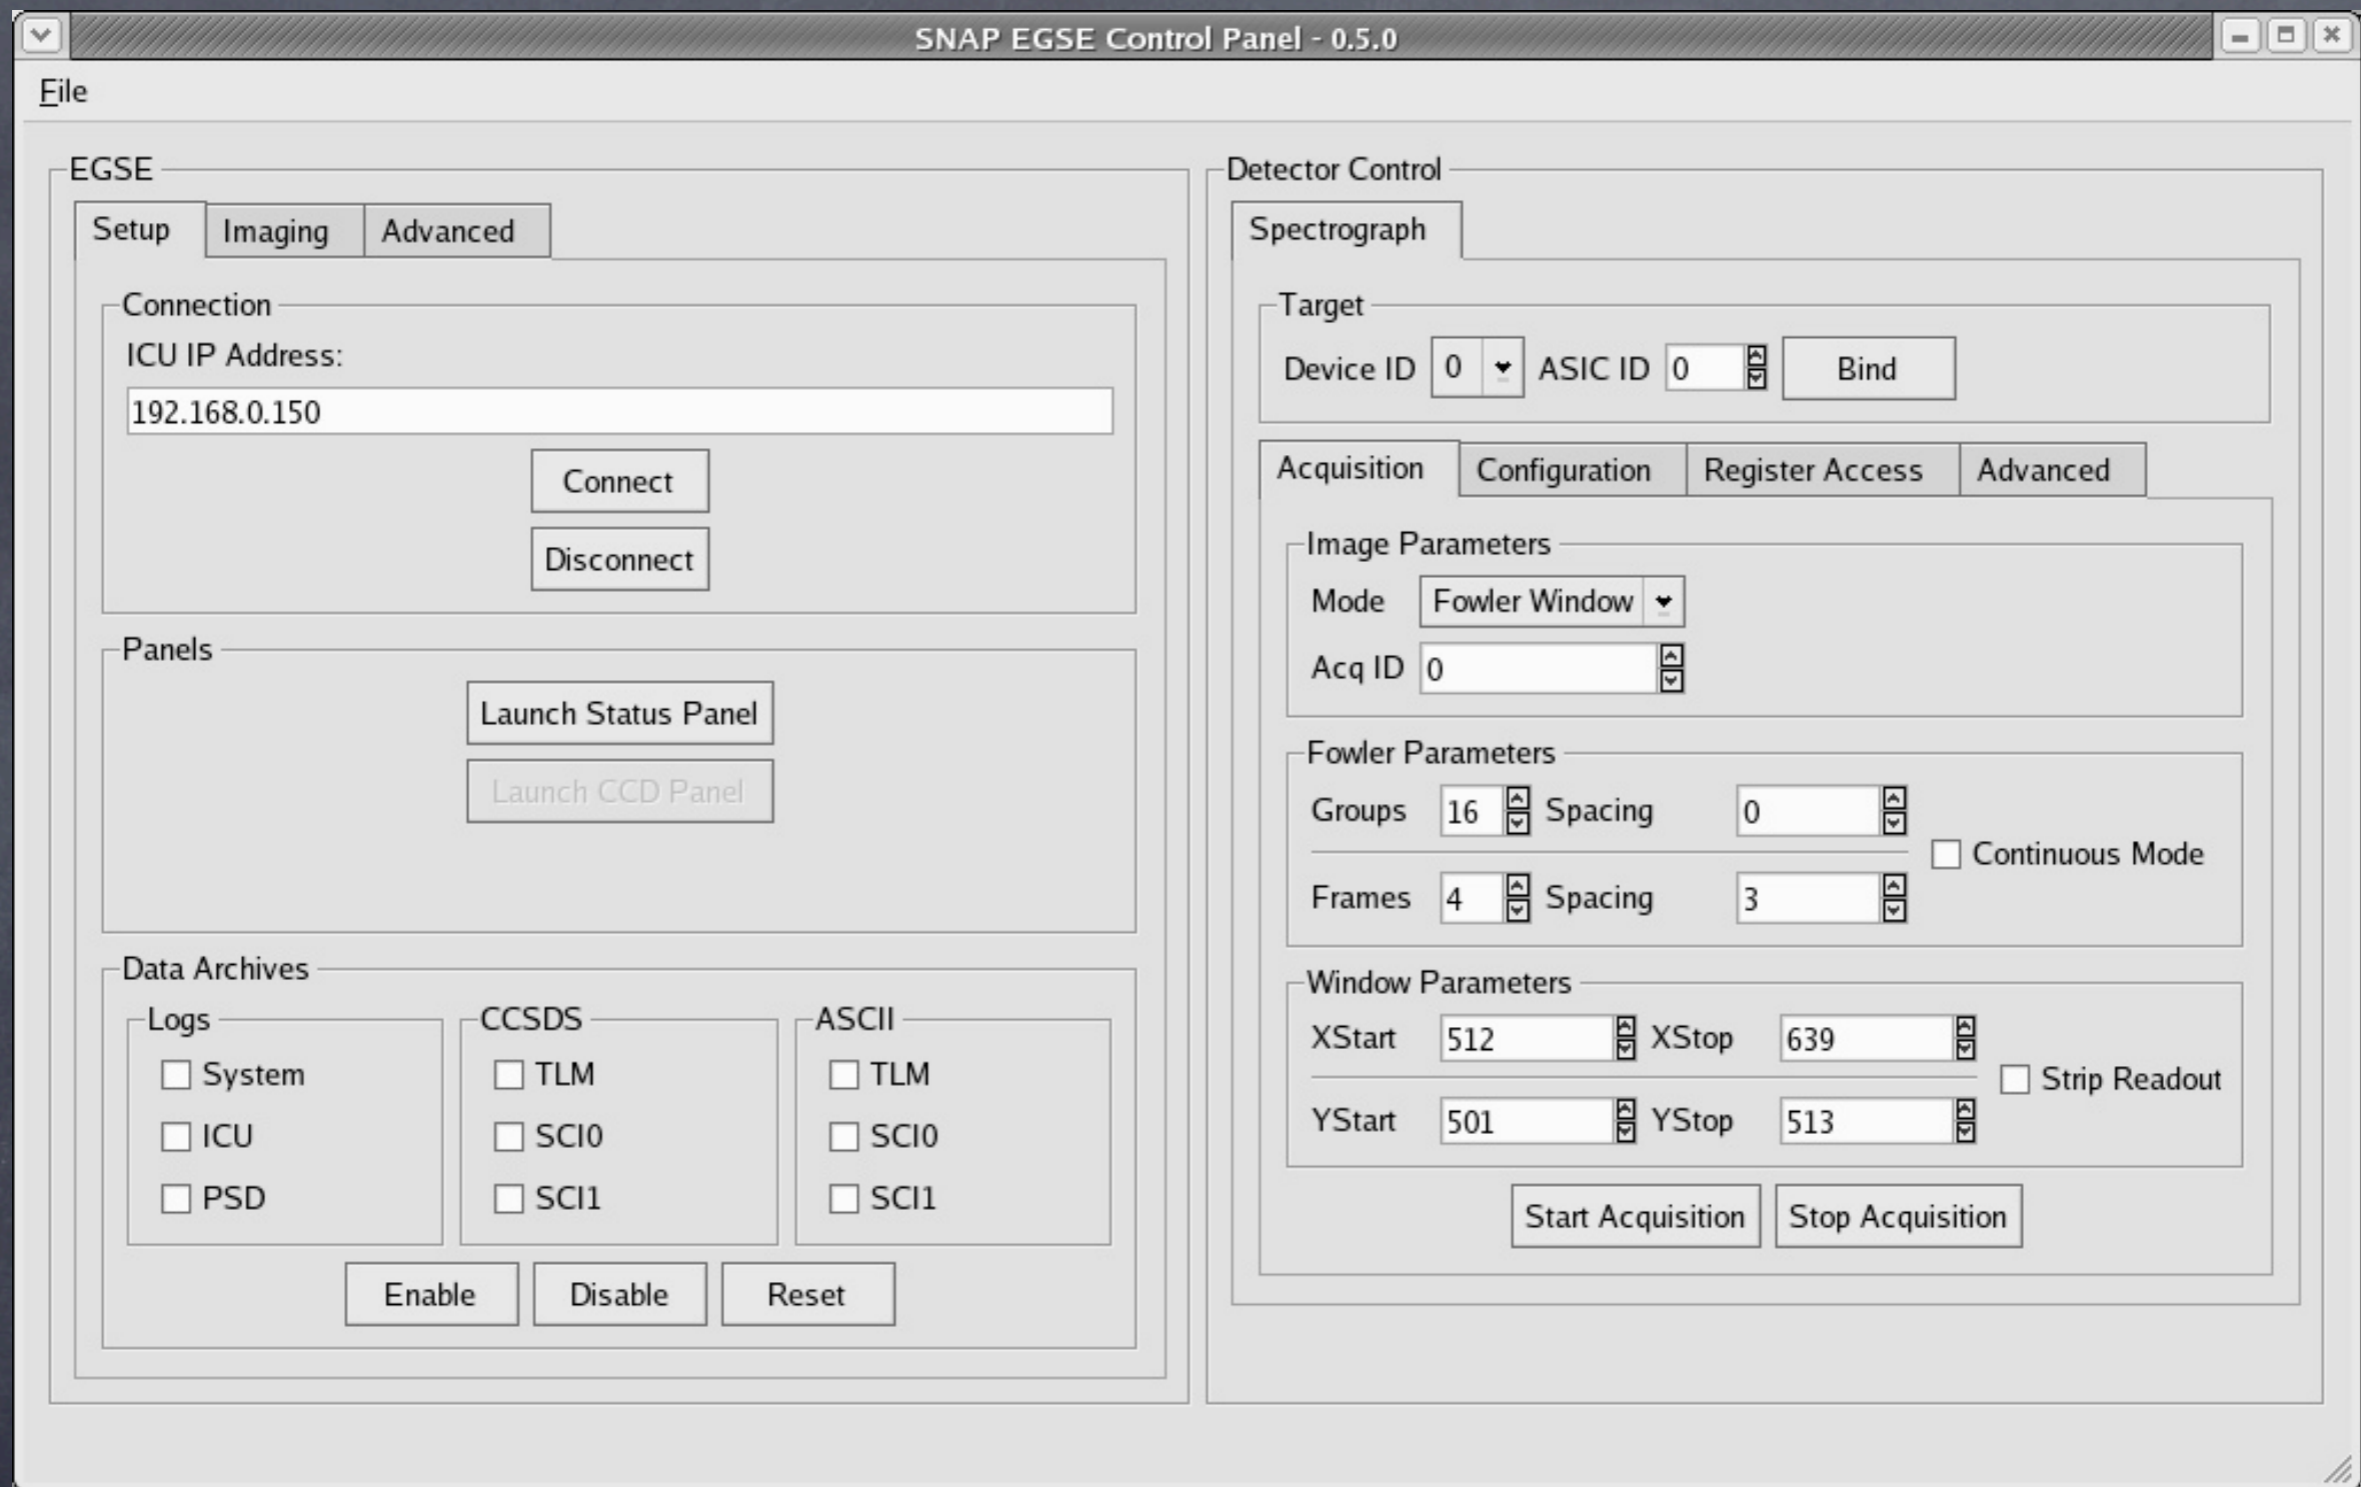 SNAP EGSE Control Panel - 0.5.0
File
EGSE
Setup Imaging Advanced
Connection
ICU IP Address:
192.168.0.150
Connect
Disconnect
Panels
Launch Status Panel
Launch CCD Panel
Data Archives
Logs CCSDS ASCII
System TLM TLM
ICU SCI0 SCI0
PSD SCI1 SCI1
Enable Disable Reset
Detector Control
Spectrograph
Target
Device ID 0 ASIC ID 0 Bind
Acquisition Configuration Register Access Advanced
Image Parameters
Mode Fowler Window
Acq ID 0
Fowler Parameters
Groups 16 Spacing 0
Continuous Mode
Frames 4 Spacing 3
Window Parameters
XStart 512 XStop 639
Strip Readout
YStart 501 YStop 513
Start Acquisition Stop Acquisition